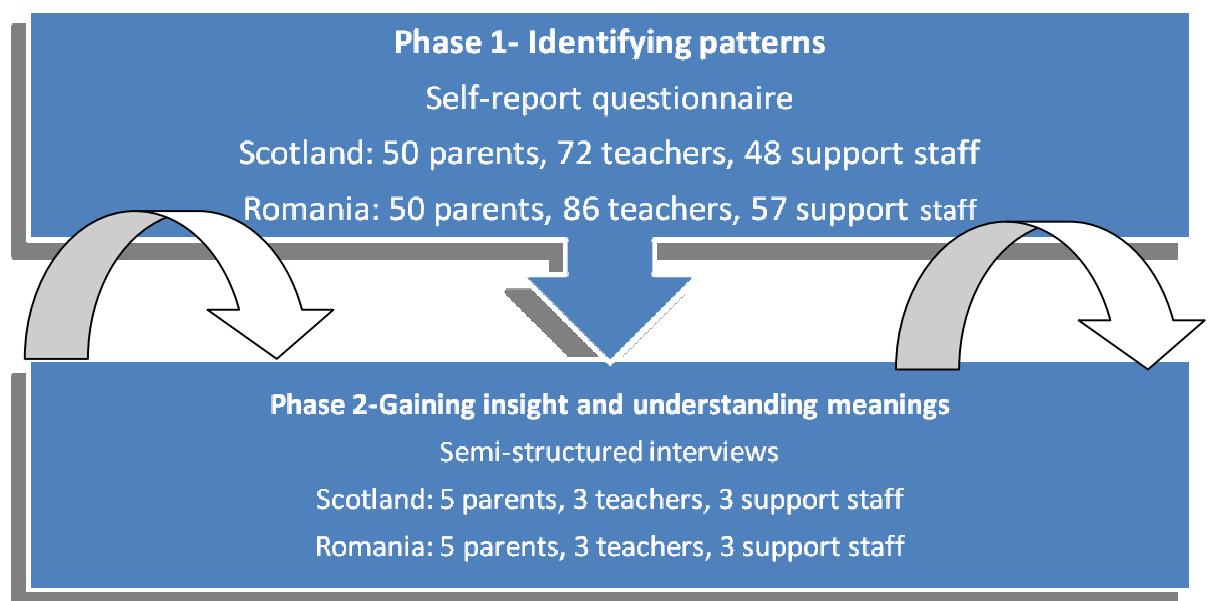 Phase 1- Identifying patterns
Self-report questionnaire
Scotland: 50 parents, 72 teachers, 48 support staff
Romania: 50 parents, 86 teachers, 57 support staff
Phase 2-Gaining insight and understanding meanings
Semi-structured interviews
Scotland: 5 parents, 3 teachers, 3 support staff
Romania: 5 parents, 3 teachers, 3 support staff